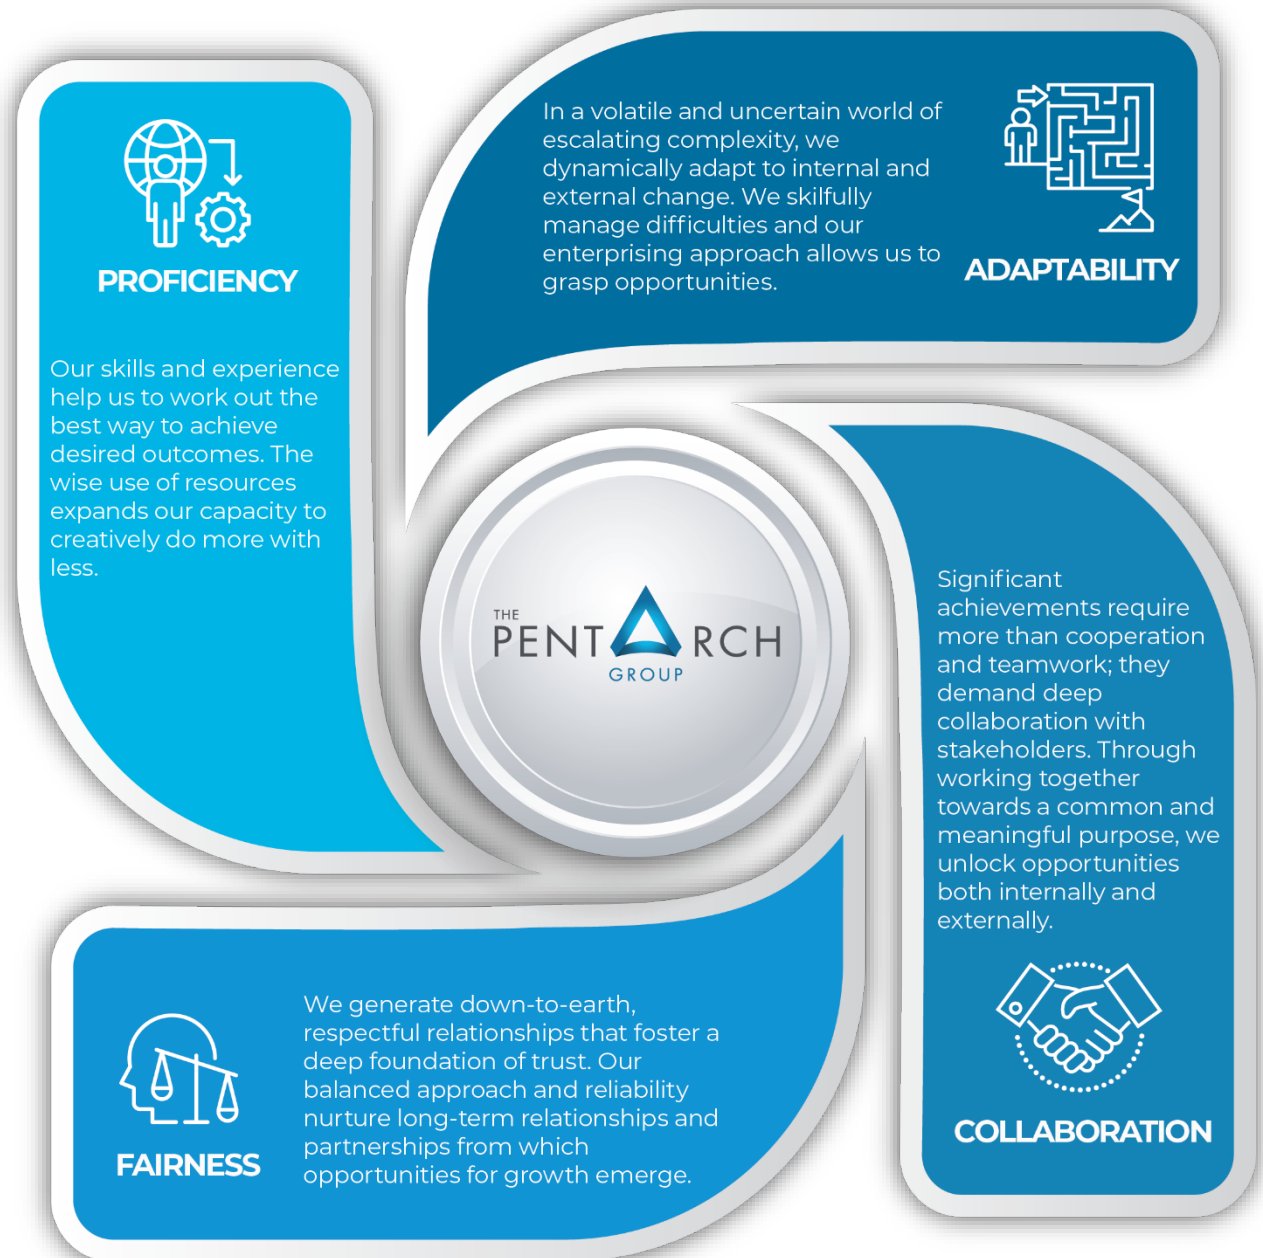 PROFICIENCY
Our skills and experience
help us to work out the
best way to achieve
desired outcomes. The
wise use of resources
expands our capacity to
creatively do more with
less.
In a volatile and uncertain world of
escalating complexity, we
dynamically adapt to internal and
external change. We skilfully
manage difficulties and our
enterprising approach allows us to
grasp opportunities.
ADAPTABILITY
THE
PENTARCH
GROUP
Significant
achievements require
more than cooperation
and teamwork; they
demand deep
collaboration with
stakeholders. Through
working together
towards a common and
meaningful purpose, we
unlock opportunities
both internally and
externally.
COLLABORATION
FAIRNESS
We generate down-to-earth,
respectful relationships that foster a
deep foundation of trust. Our
balanced approach and reliability
nurture long-term relationships and
partnerships from which
opportunities for growth emerge.